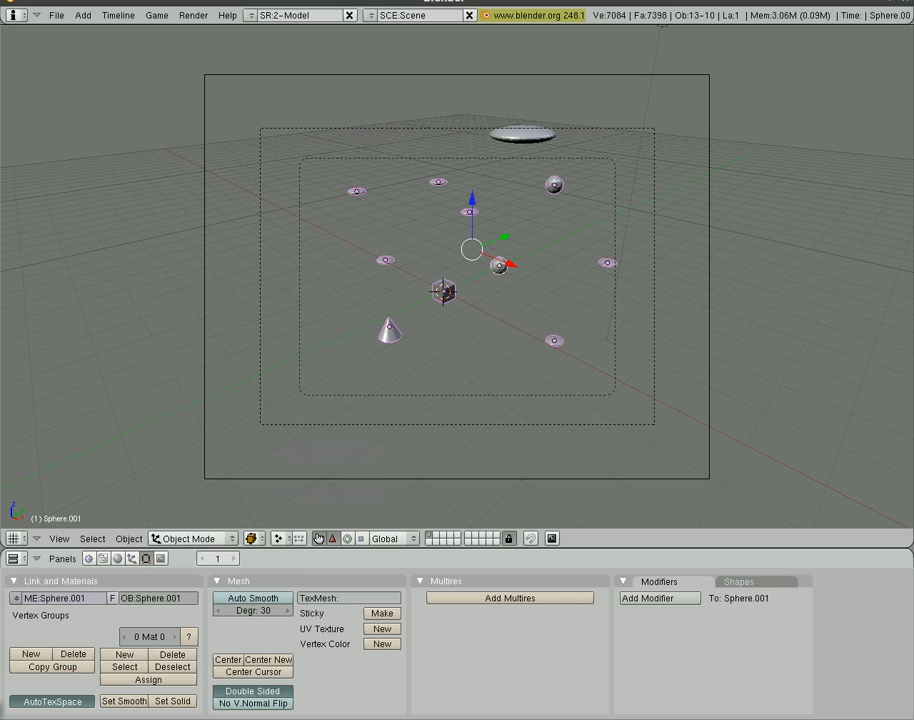 File Add Timeline Game Render Help SR:2-Model SCE:Scene www.blender.org 248.1 Ve:7084 | Fa:7398 | Ob:13-10 | La:1 | Mem:3.06M (0.09M) | Time: | Sphere.00
(1) Sphere.001
View Select Object Object Mode Global
Panels 1
Link and Materials Mesh Multires Modifiers Shapes
ME:Sphere.001 F OB:Sphere.001 Auto Smooth TexMesh: Add Multires Add Modifier To: Sphere.001
Degr: 30
Vertex Groups Sticky Make
UV Texture New
0 Mat 0 ? Vertex Color New
New Delete New Delete Center Center New
Copy Group Select Deselect Center Cursor
Assign
Double Sided
AutoTexSpace Set Smooth Set Solid No V.Normal Flip